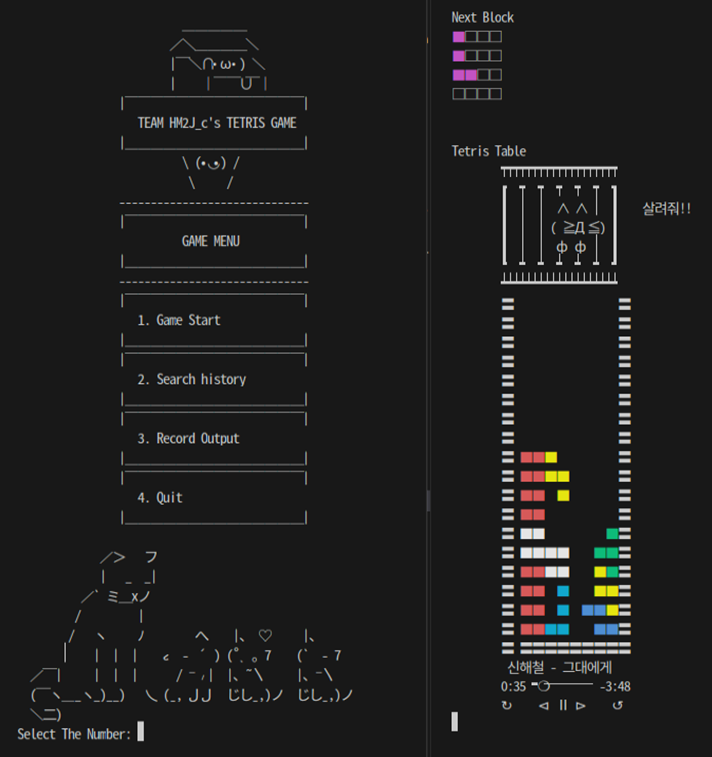 TEAM HM2J_c's TETRIS GAME
GAME MENU
1. Game Start
2. Search history
3. Record Output
4. Quit
Select The Number:
Next Block
Tetris Table
살려줘!!
신해철 - 그대에게
0:35 -3:48